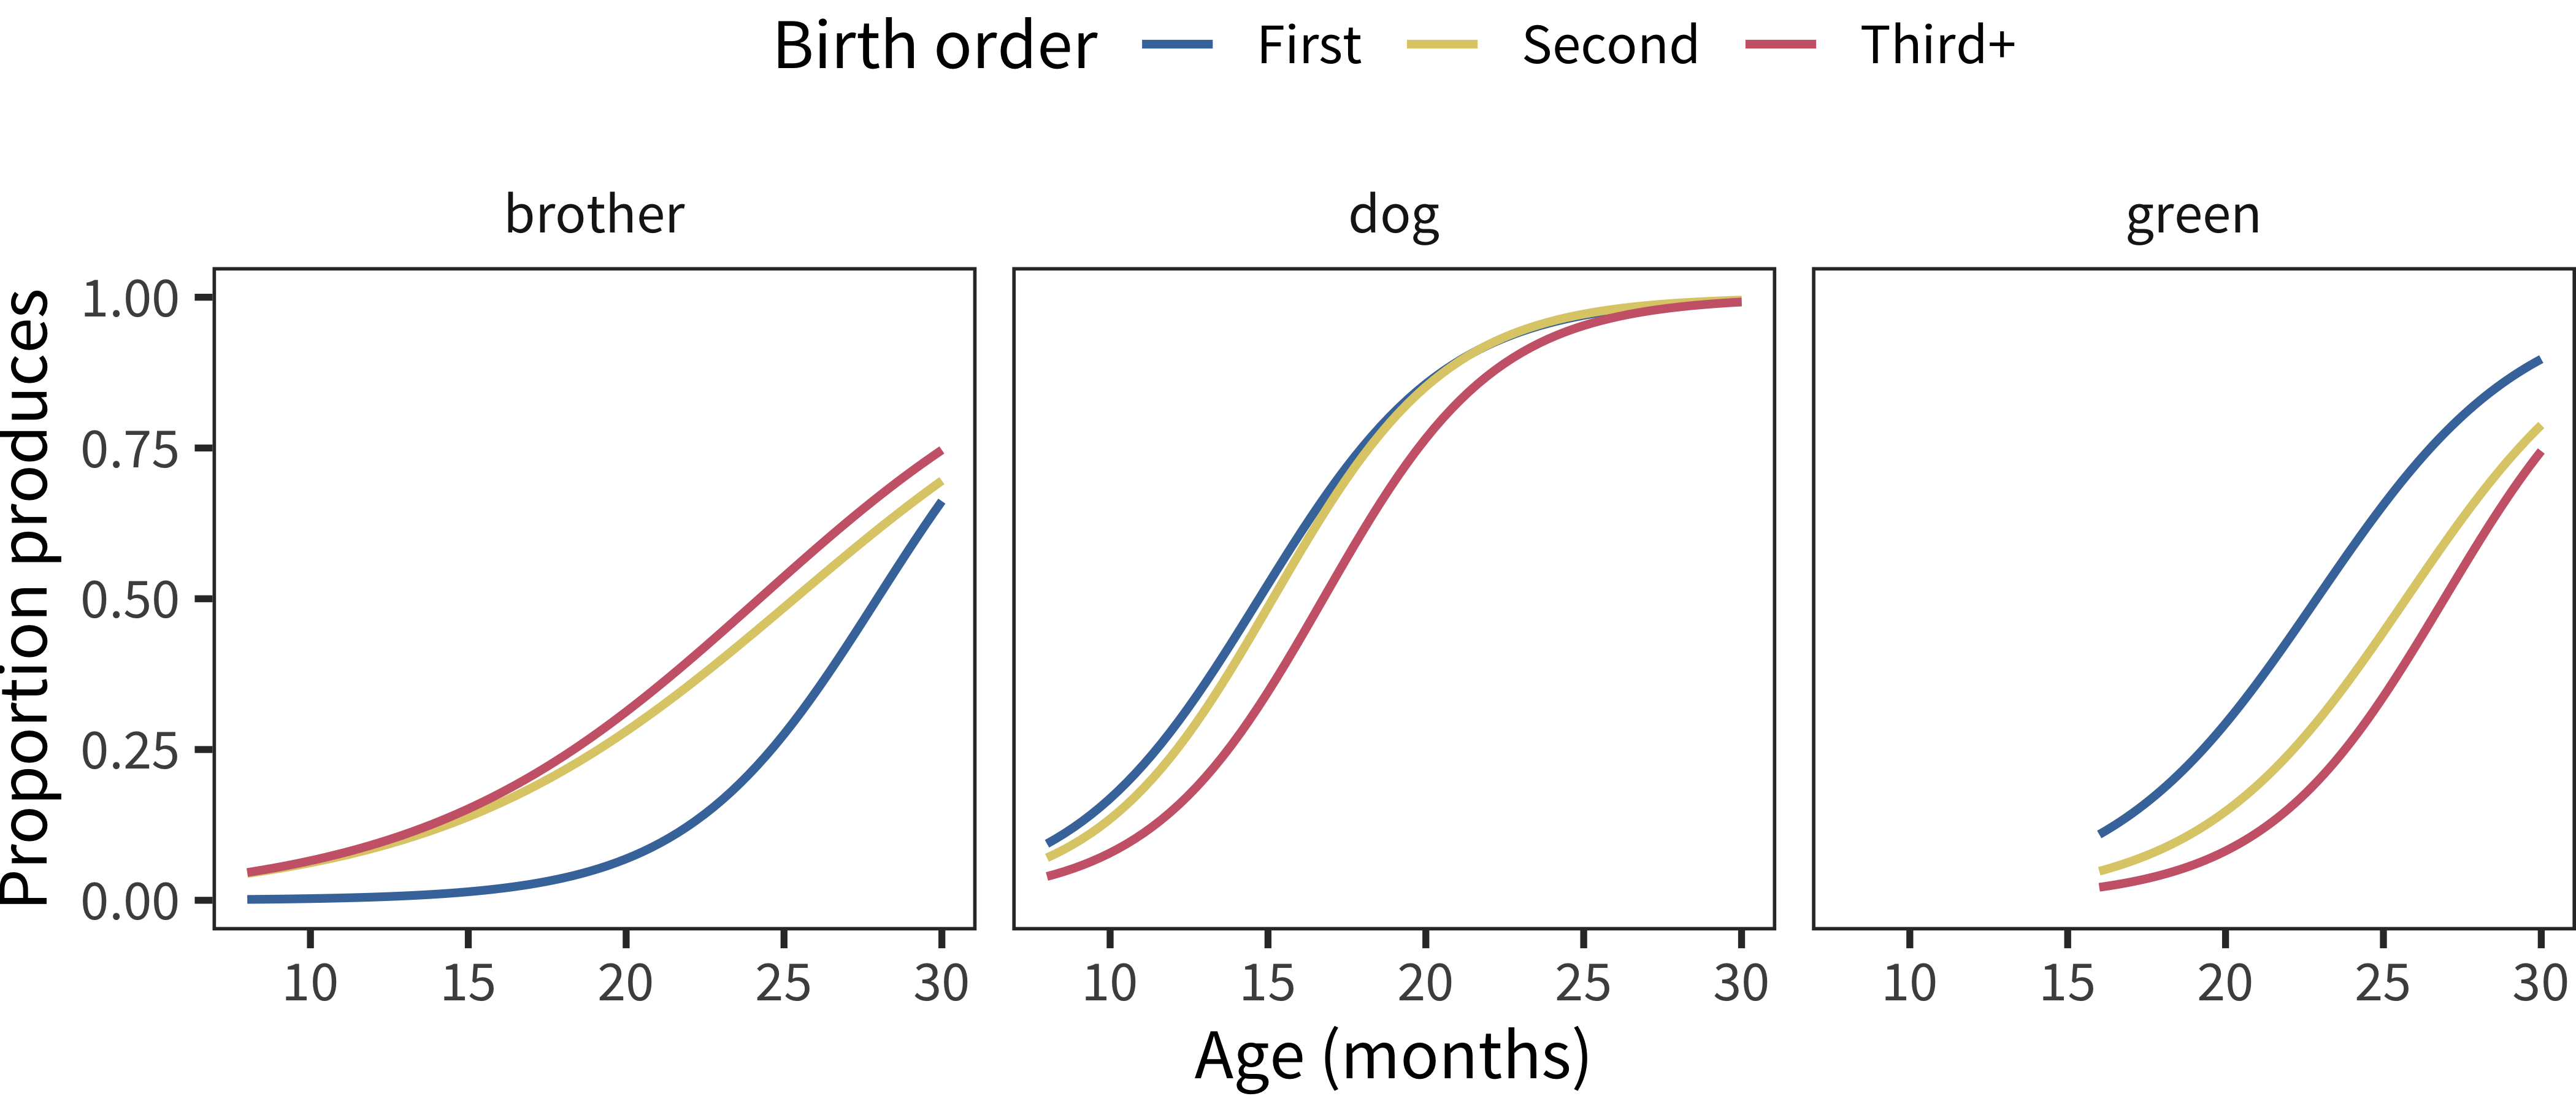 Birth order First Second Third+
brother dog green
Proportion produces
1.00
0.75
0.50
0.25
0.00
10 15 20 25 30 10 15 20 25 30 10 15 20 25 30
Age (months)